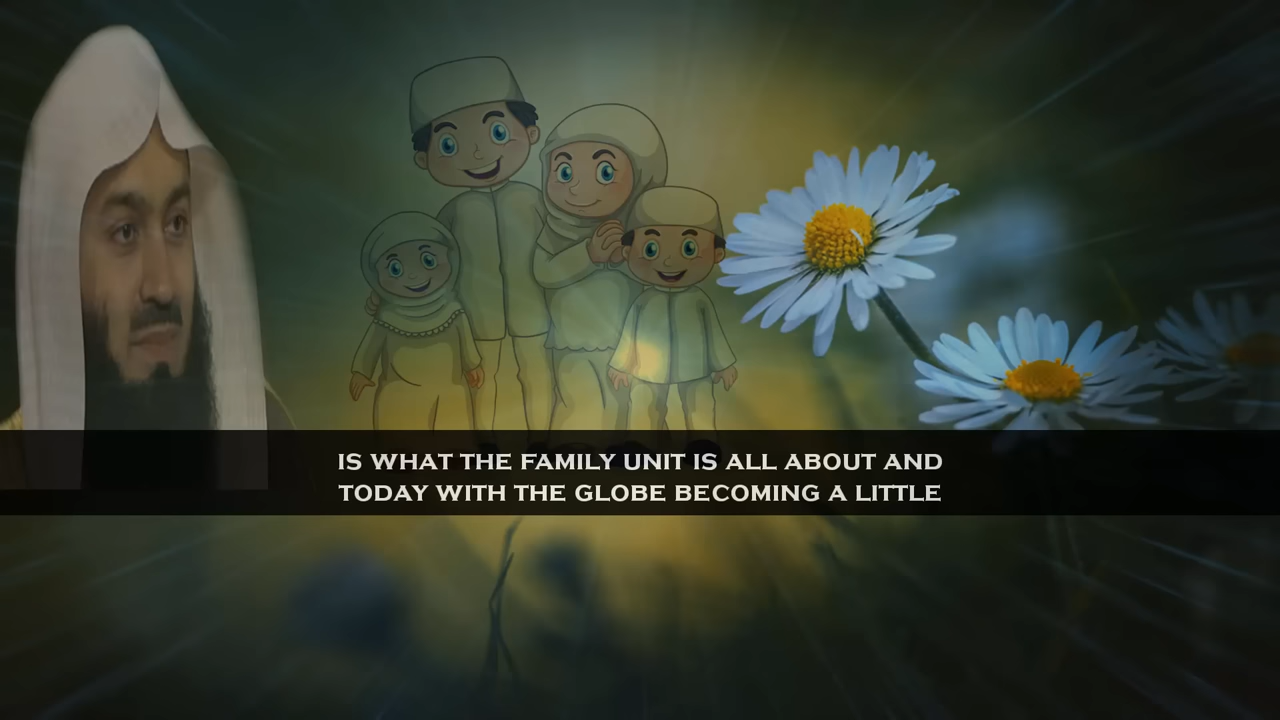 IS WHAT THE FAMILY UNIT IS ALL ABOUT AND
TODAY WITH THE GLOBE BECOMING A LITTLE